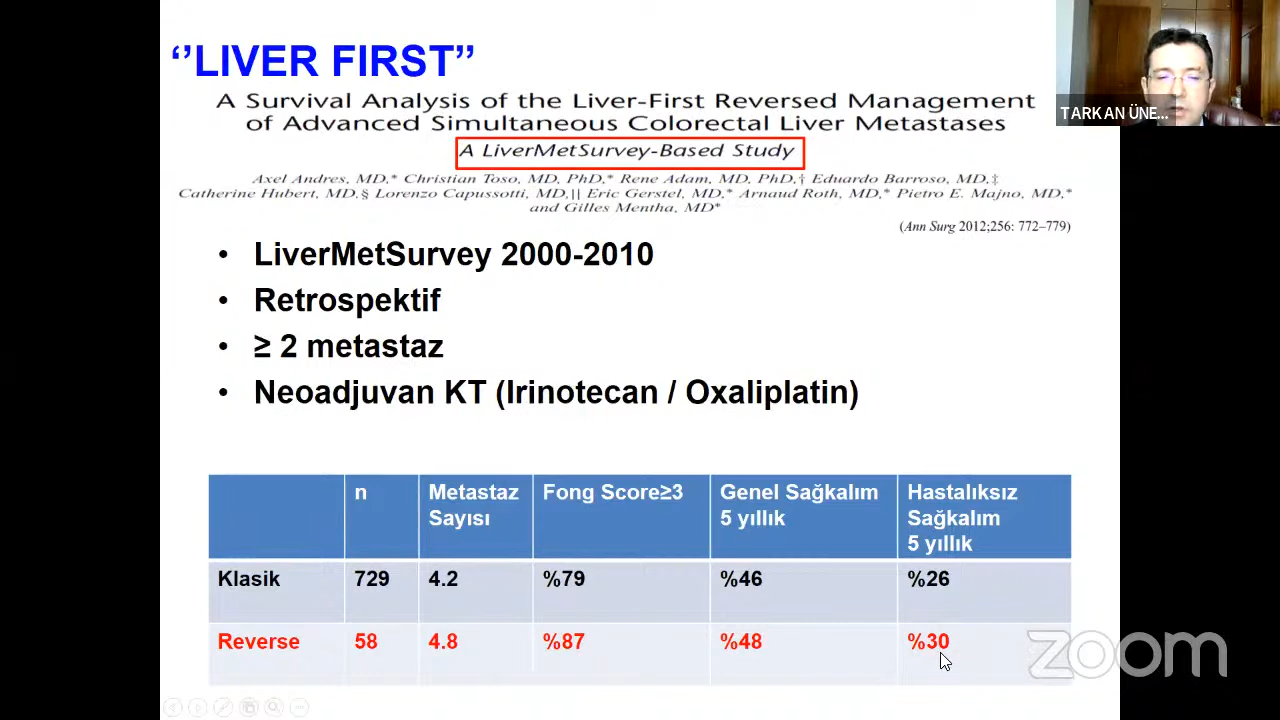 ‘’LIVER FIRST’’
A Survival Analysis of the Liver-First Reversed Management
of Advanced Simultaneous Colorectal Liver Metastases
A LiverMetSurvey-Based Study
Axel Andres, MD,* Christian Toso, MD, PhD,* Rene Adam, MD, PhD,† Eduardo Barroso, MD,‡
Catherine Hubert, MD,§ Lorenzo Capussotti, MD,|| Eric Gerstel, MD,* Arnaud Roth, MD,* Pietro E. Majno, MD,*
and Gilles Mentha, MD*
(Ann Surg 2012;256: 772–779)
TARKAN ÜNE...
• LiverMetSurvey 2000-2010
• Retrospektif
• ≥ 2 metastaz
• Neoadjuvan KT (Irinotecan / Oxaliplatin)
n Metastaz Sayısı Fong Score≥3 Genel Sağkalım 5 yıllık Hastalıksız Sağkalım 5 yıllık
Klasik 729 4.2 %79 %46 %26
Reverse 58 4.8 %87 %48 %30
zoom